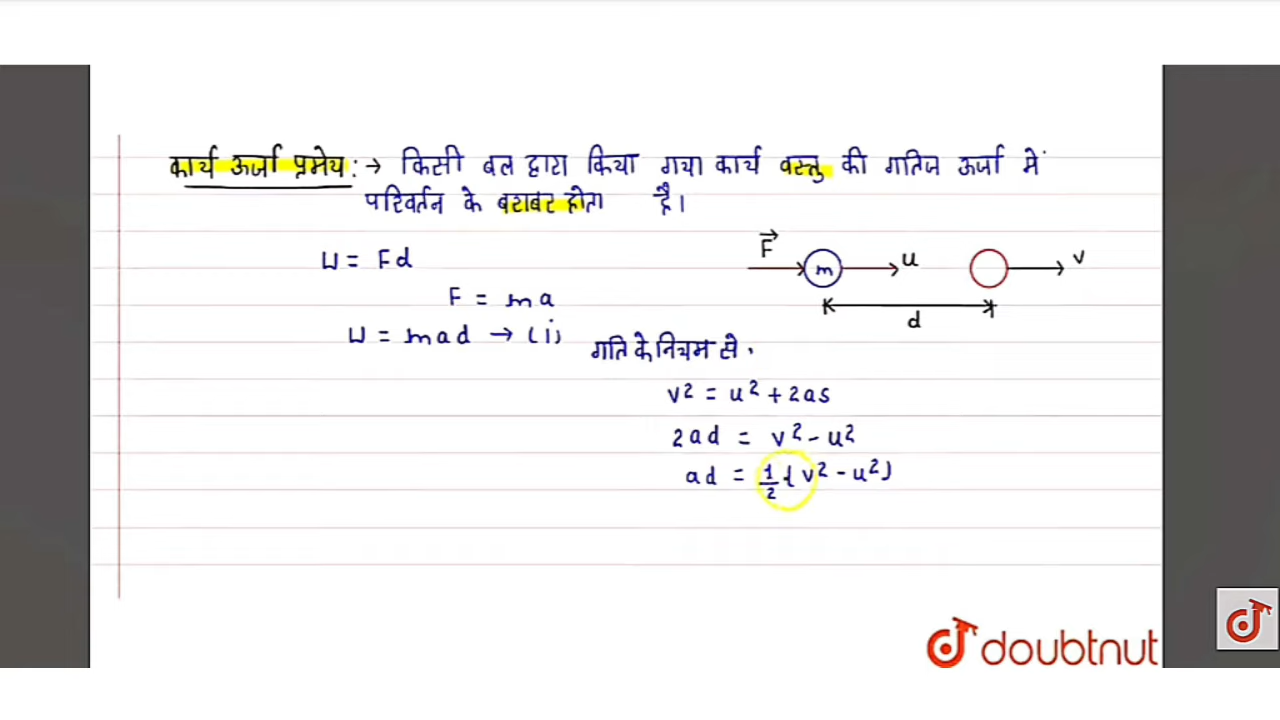 कार्य ऊर्जा प्रमेय :→ किसी बल द्वारा किया गया कार्य वस्तु की गतिज ऊर्जा में
परिवर्तन के बराबर होता है।
W = Fd
F = ma
W = mad → (i)
F m u v
d
गति के नियम से,
v² = u² + 2as
2ad = v² - u²
ad = 1/2 { v² - u² )
doubtnut